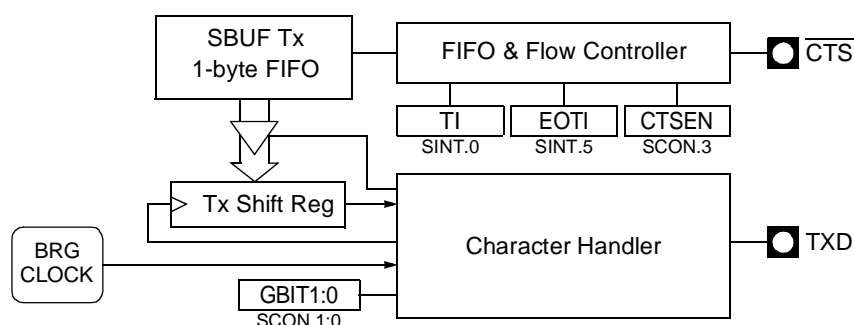 SBUF Tx
1-byte FIFO
FIFO & Flow Controller
CTS
TI
EOTI
CTSEN
SINT.0
SINT.5
SCON.3
Tx Shift Reg
BRG
CLOCK
Character Handler
TXD
GBIT1:0
SCON.1:0